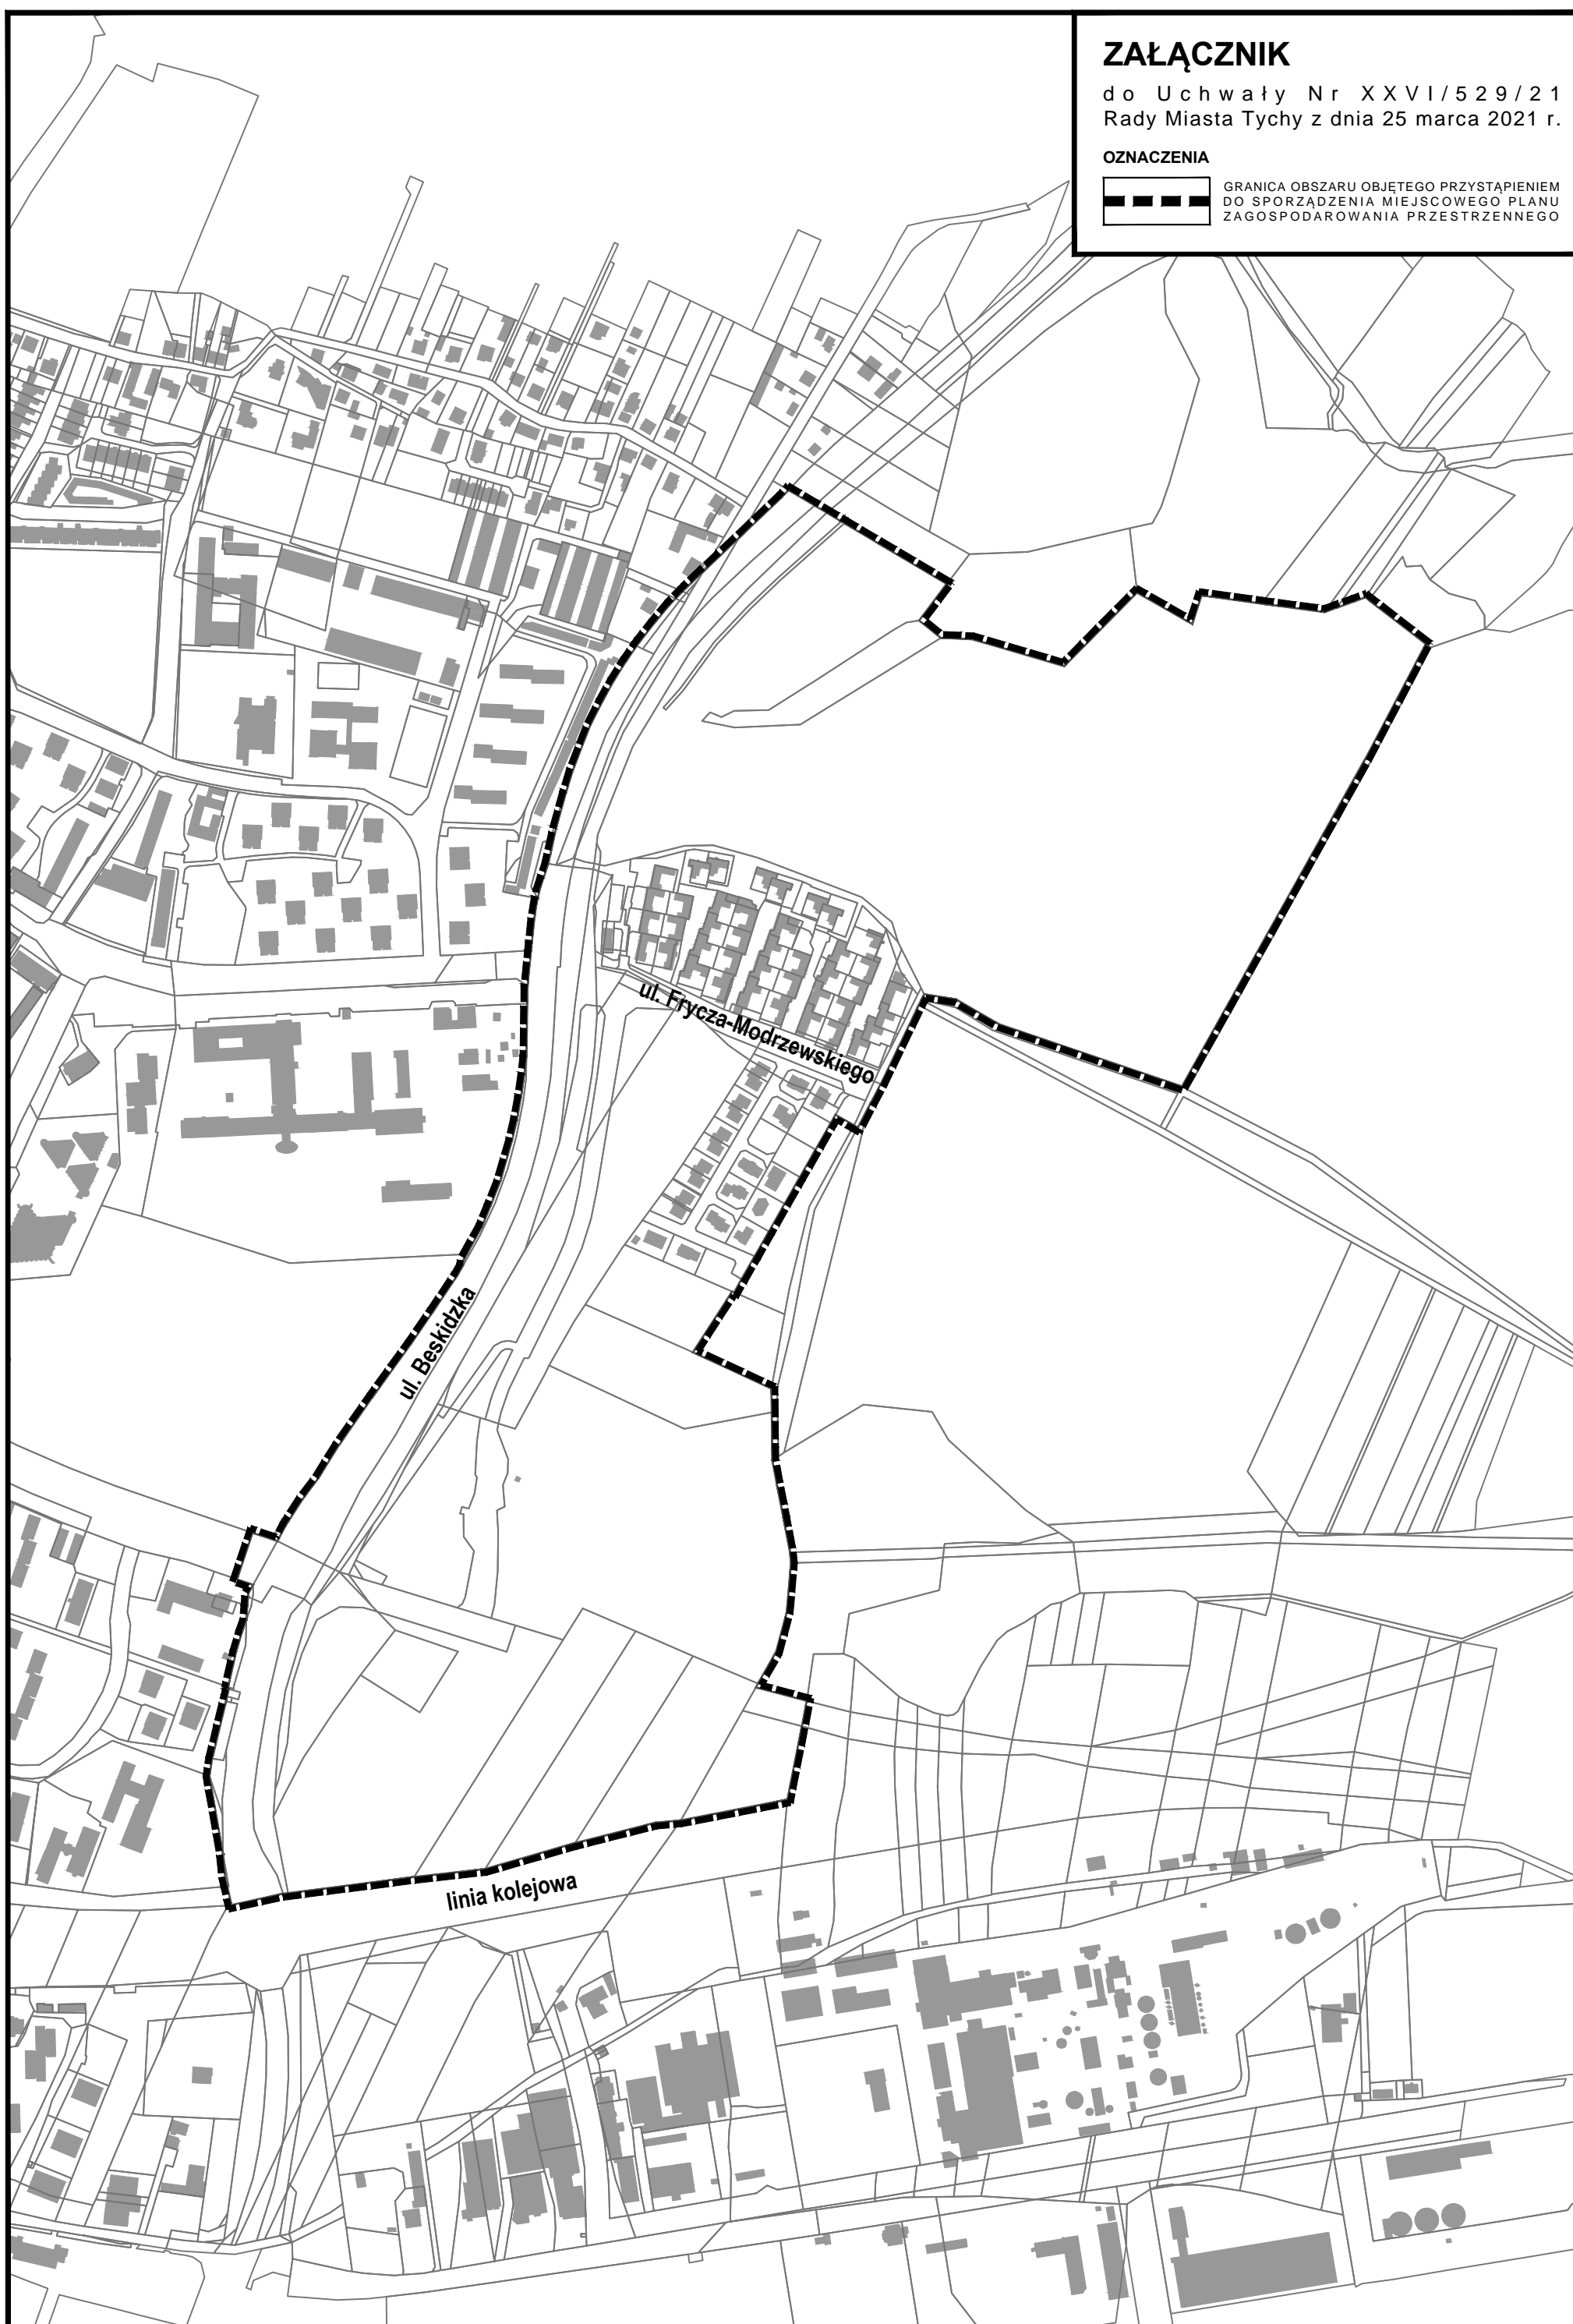 ZAŁĄCZNIK
do Uchwały Nr XXVI/529/21
Rady Miasta Tychy z dnia 25 marca 2021 r.
OZNACZENIA
GRANICA OBSZARU OBJĘTEGO PRZYSTĄPIENIEM
DO SPORZĄDZENIA MIEJSCOWEGO PLANU
ZAGOSPODAROWANIA PRZESTRZENNEGO
ul. Frycza-Modrzewskiego
ul. Beskidzka
linia kolejowa